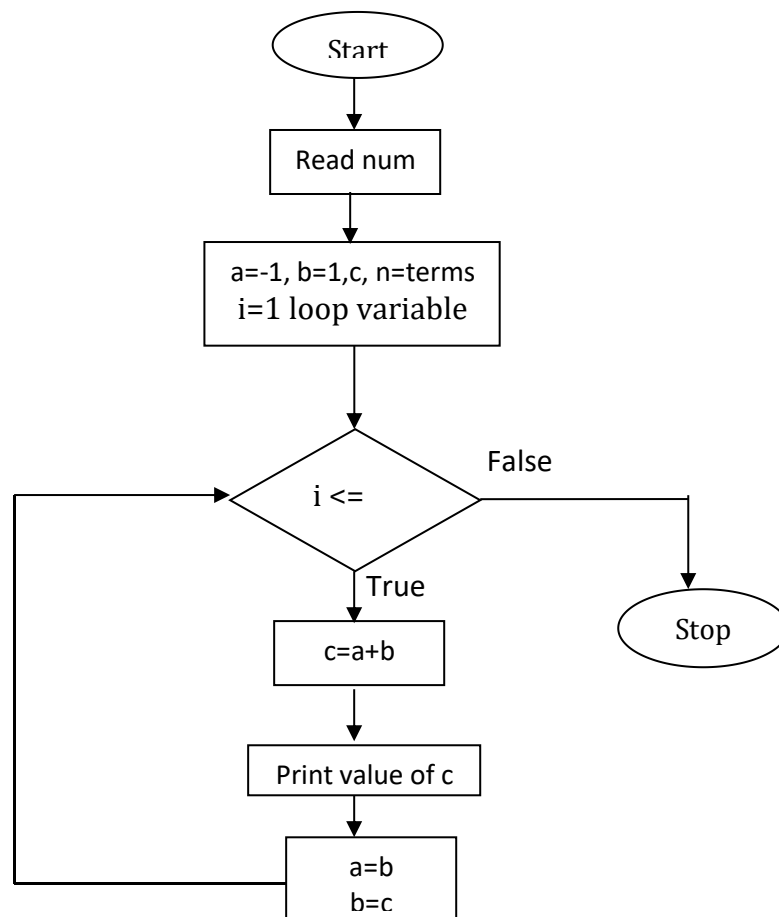 Start
Read num
a=-1, b=1,c, n=terms
i=1 loop variable
i <=
False
True
Stop
c=a+b
Print value of c
a=b
b=c